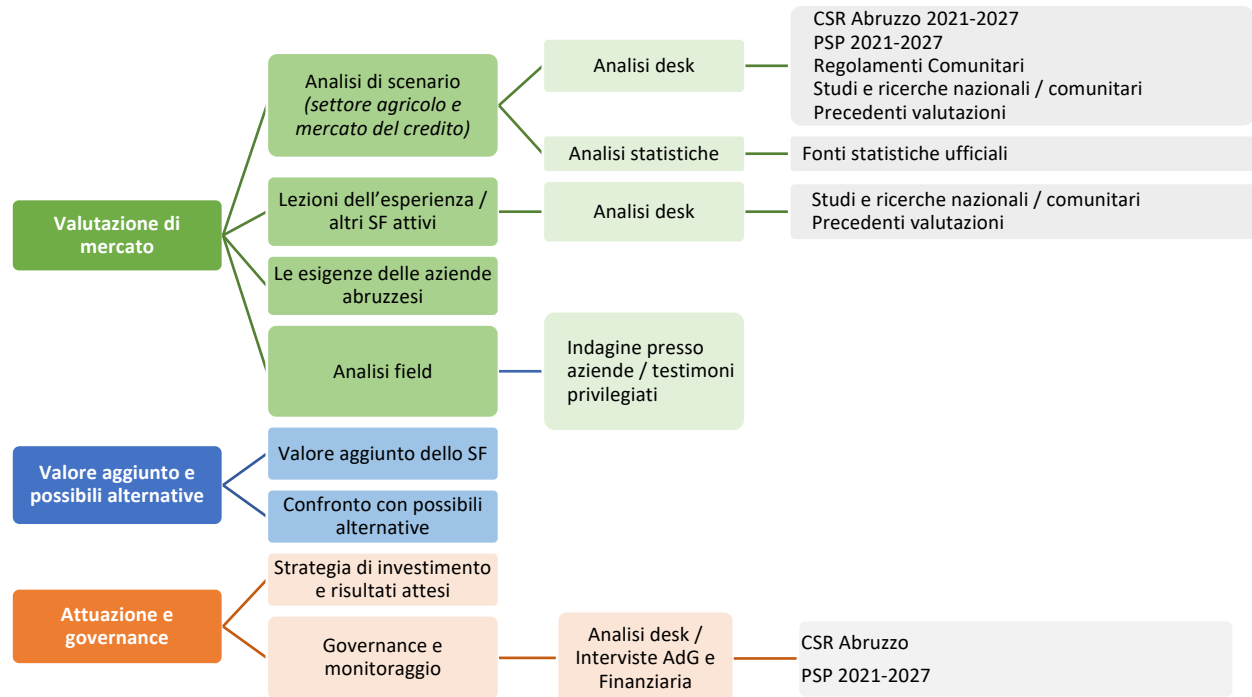 Valutazione di
mercato
Analisi di scenario
(settore agricolo e
mercato del credito)
Analisi desk
CSR Abruzzo 2021-2027
PSP 2021-2027
Regolamenti Comunitari
Studi e ricerche nazionali / comunitari
Precedenti valutazioni
Analisi statistiche
Fonti statistiche ufficiali
Lezioni dell'esperienza /
altri SF attivi
Analisi desk
Studi e ricerche nazionali / comunitari
Precedenti valutazioni
Le esigenze delle aziende
abruzzesi
Analisi field
Indagine presso
aziende / testimoni
privilegiati
Valore aggiunto e
possibili alternative
Valore aggiunto dello SF
Confronto con possibili
alternative
Attuazione e
governance
Strategia di investimento
e risultati attesi
Governance e
monitoraggio
Analisi desk /
Interviste AdG e
Finanziaria
CSR Abruzzo
PSP 2021-2027